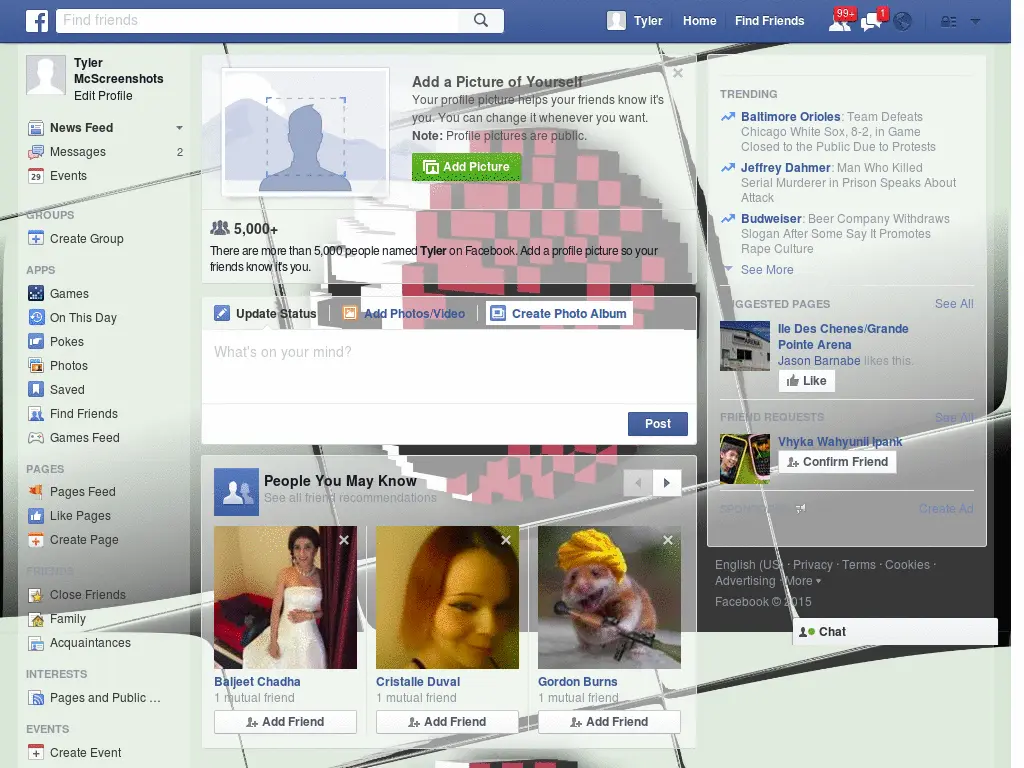 Find friends
Tyler
Home
Find Friends
99+
1
Tyler
McScreenshots
Edit Profile
News Feed
Messages
2
29
Events
GROUPS
Create Group
APPS
Games
On This Day
Pokes
Photos
Saved
Find Friends
Games Feed
PAGES
Pages Feed
Like Pages
Create Page
FRIENDS
Close Friends
Family
Acquaintances
INTERESTS
Pages and Public ...
EVENTS
Create Event
Add a Picture of Yourself
Your profile picture helps your friends know it's
you. You can change it whenever you want.
Note: Profile pictures are public.
Add Picture
5,000+
There are more than 5,000 people named Tyler on Facebook. Add a profile picture so your
friends know it's you.
Update Status
Add Photos/Video
Create Photo Album
What's on your mind?
Post
People You May Know
See all friend recommendations
Baljeet Chadha
1 mutual friend
Add Friend
Cristalle Duval
1 mutual friend
Add Friend
Gordon Burns
1 mutual friend
Add Friend
TRENDING
Baltimore Orioles: Team Defeats
Chicago White Sox, 8-2, in Game
Closed to the Public Due to Protests
Jeffrey Dahmer: Man Who Killed
Serial Murderer in Prison Speaks About
Attack
Budweiser: Beer Company Withdraws
Slogan After Some Say It Promotes
Rape Culture
See More
SUGGESTED PAGES
See All
Ile Des Chenes/Grande
Pointe Arena
Jason Barnabe likes this.
Like
FRIEND REQUESTS
See All
Vhyka Wahyunii Ipank
Confirm Friend
SPONSORED
Create Ad
English (US) · Privacy · Terms · Cookies ·
Advertising · More
Facebook © 2015
Chat